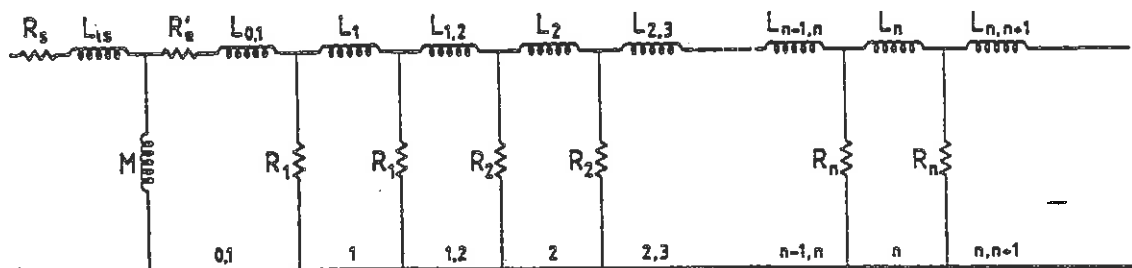 R_s L_is R'_e L_0,1 L_1 L_1,2 L_2 L_2,3 L_n-1,n L_n L_n,n+1
M R_1 R_1 R_2 R_2 R_n R_n
0,1 1 1,2 2 2,3 n-1,n n n,n+1